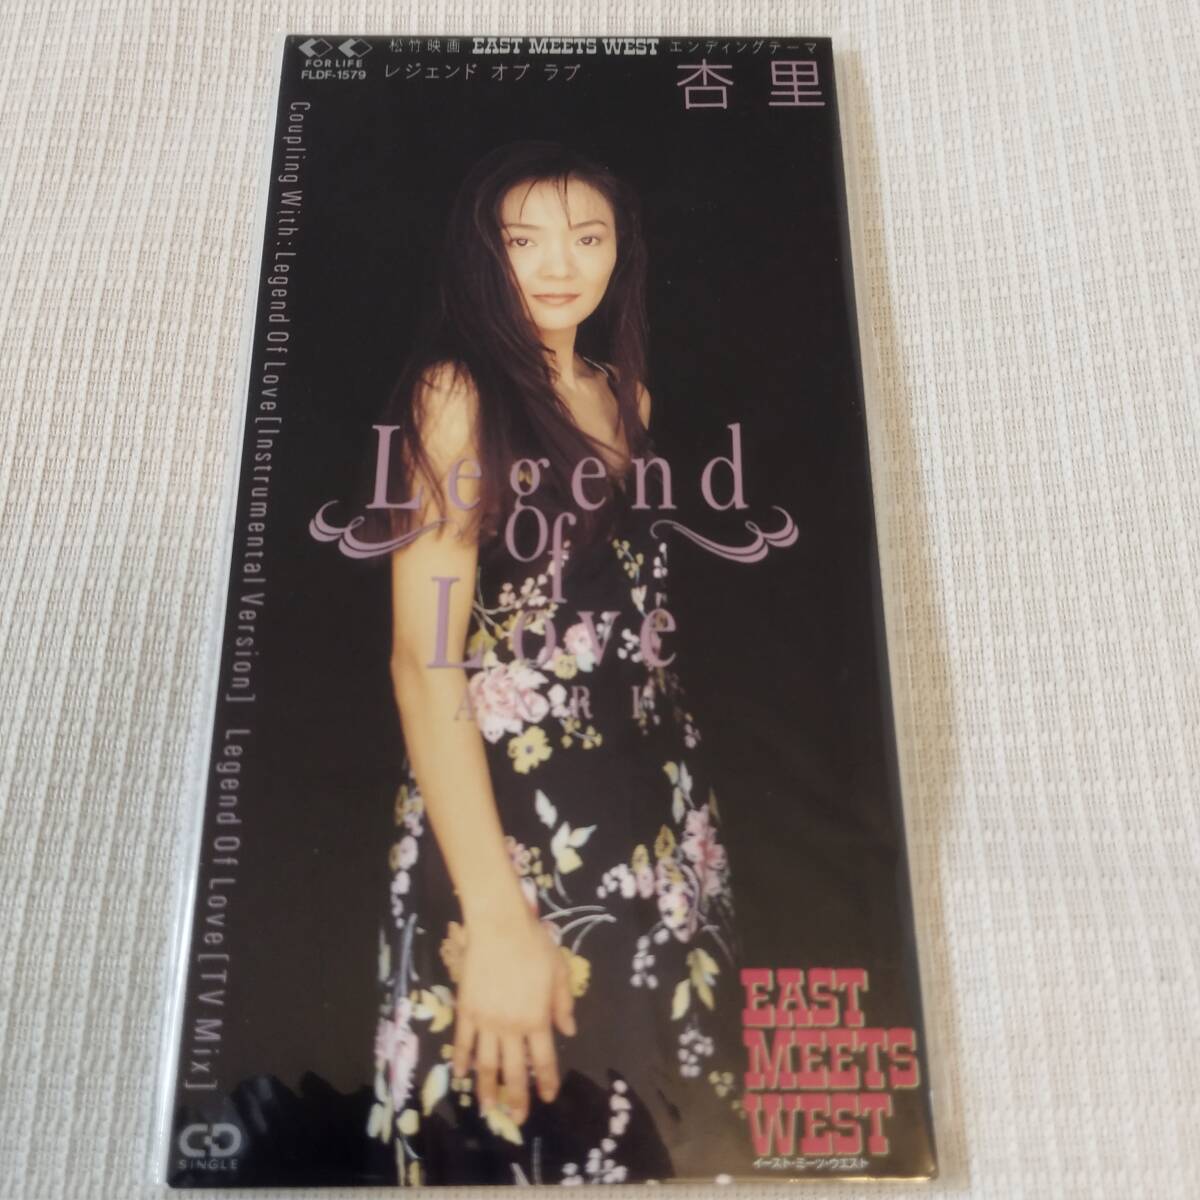 FOR LIFE
FLDF-1579
松竹映画 EAST MEETS WEST エンディングテーマ
レジェンド オブ ラブ
杏里
Coupling With: Legend Of Love [Instrumental Version] Legend Of Love [TV Mix]
Legend
Of
Love
ANRI
EAST
MEETS
WEST
イースト・ミーツ・ウエスト
CD
SINGLE